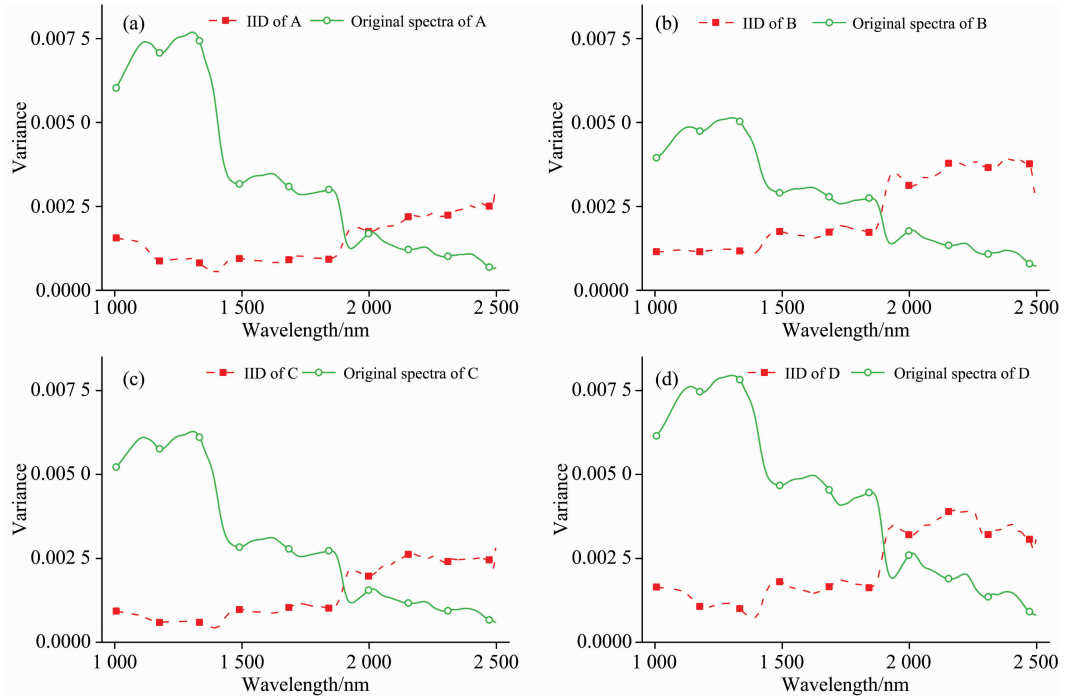 (a)
IID of A
Original spectra of A
0.007 5
0.005 0
0.002 5
0.000 0
Variance
1 000
1 500
2 000
2 500
Wavelength/nm
(b)
IID of B
Original spectra of B
0.007 5
0.005 0
0.002 5
0.000 0
Variance
1 000
1 500
2 000
2 500
Wavelength/nm
(c)
IID of C
Original spectra of C
0.007 5
0.005 0
0.002 5
0.000 0
Variance
1 000
1 500
2 000
2 500
Wavelength/nm
(d)
IID of D
Original spectra of D
0.007 5
0.005 0
0.002 5
0.000 0
Variance
1 000
1 500
2 000
2 500
Wavelength/nm